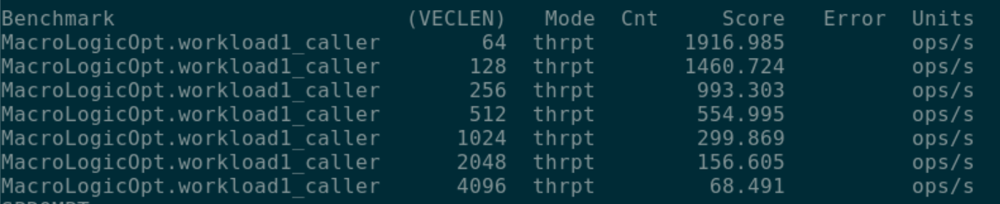 Benchmark (VECLEN) Mode Cnt Score Error Units
MacroLogicOpt.workload1_caller 64 thrpt 1916.985 ops/s
MacroLogicOpt.workload1_caller 128 thrpt 1460.724 ops/s
MacroLogicOpt.workload1_caller 256 thrpt 993.303 ops/s
MacroLogicOpt.workload1_caller 512 thrpt 554.995 ops/s
MacroLogicOpt.workload1_caller 1024 thrpt 299.869 ops/s
MacroLogicOpt.workload1_caller 2048 thrpt 156.605 ops/s
MacroLogicOpt.workload1_caller 4096 thrpt 68.491 ops/s